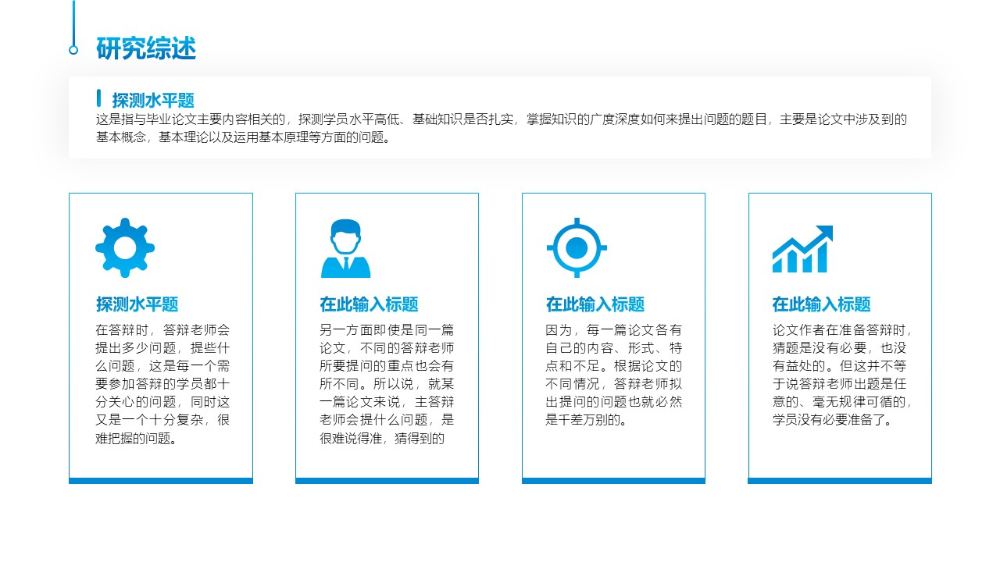 研究综述
探测水平题
这是指与毕业论文主要内容相关的，探测学员水平高低、基础知识是否扎实，掌握知识的广度深度如何来提出问题的题目，主要是论文中涉及到的
基本概念，基本理论以及运用基本原理等方面的问题。
探测水平题
在答辩时，答辩老师会
提出多少问题，提些什
么问题，这是每一个需
要参加答辩的学员都十
分关心的问题，同时这
又是一个十分复杂，很
难把握的问题。
在此输入标题
另一方面即使是同一篇
论文，不同的答辩老师
所要提问的重点也会有
所不同。所以说，就某
一篇论文来说，主答辩
老师会提什么问题，是
很难说得准，猜得到的
在此输入标题
因为，每一篇论文各有
自己的内容、形式、特
点和不足。根据论文的
不同情况，答辩老师拟
出提问的问题也就必然
是千差万别的。
在此输入标题
论文作者在准备答辩时，
猜题是没有必要，也没
有益处的。但这并不等
于说答辩老师出题是任
意的、毫无规律可循的，
学员没有必要准备了。